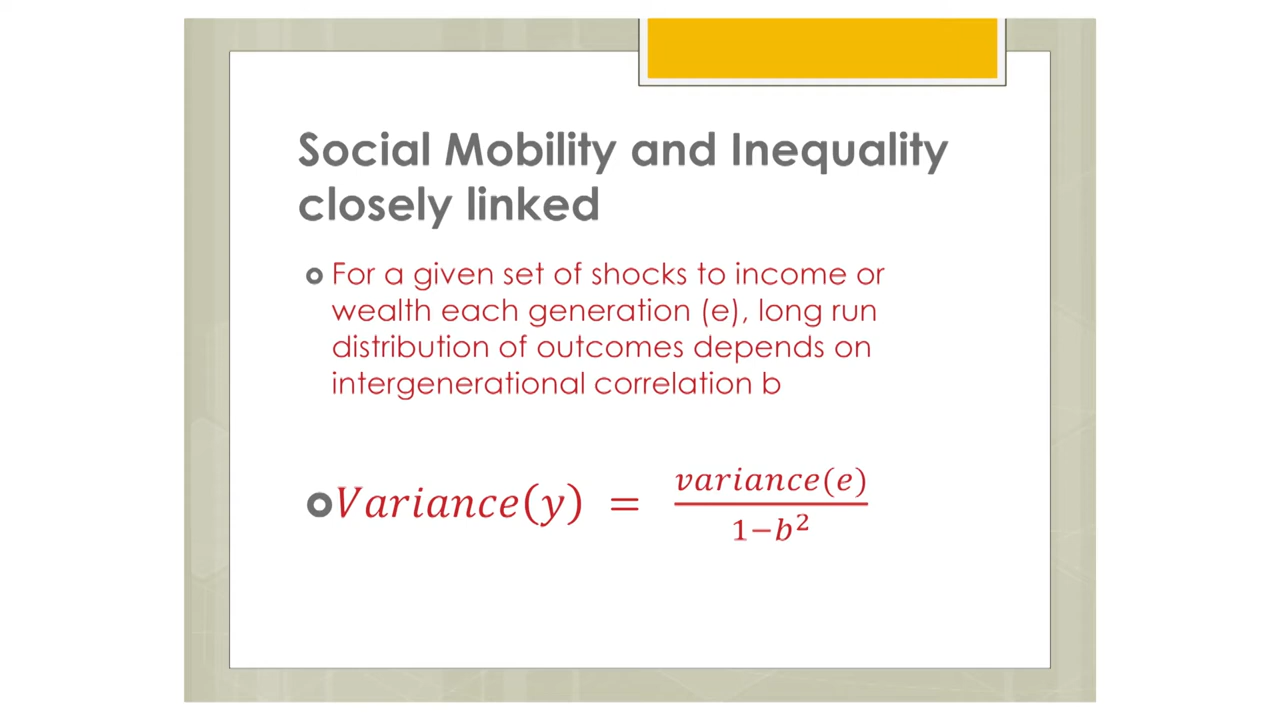 Social Mobility and Inequality
closely linked
For a given set of shocks to income or
wealth each generation (e), long run
distribution of outcomes depends on
intergenerational correlation b
Variance(y) = variance(e) / 1−b²